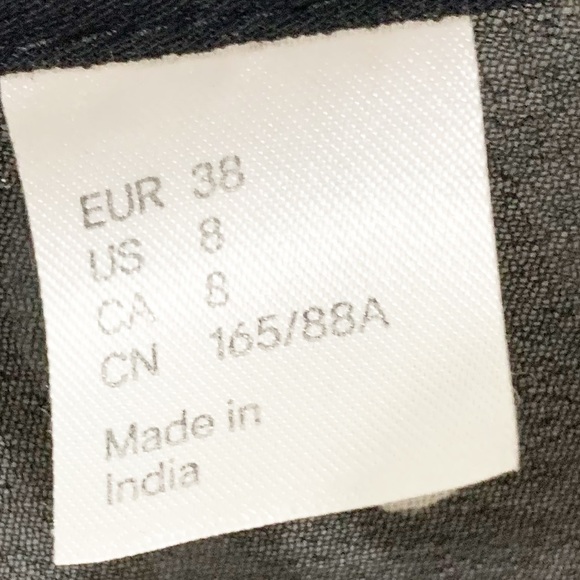 EUR 38
US 8
CA 8
CN 165/88A
Made in
India